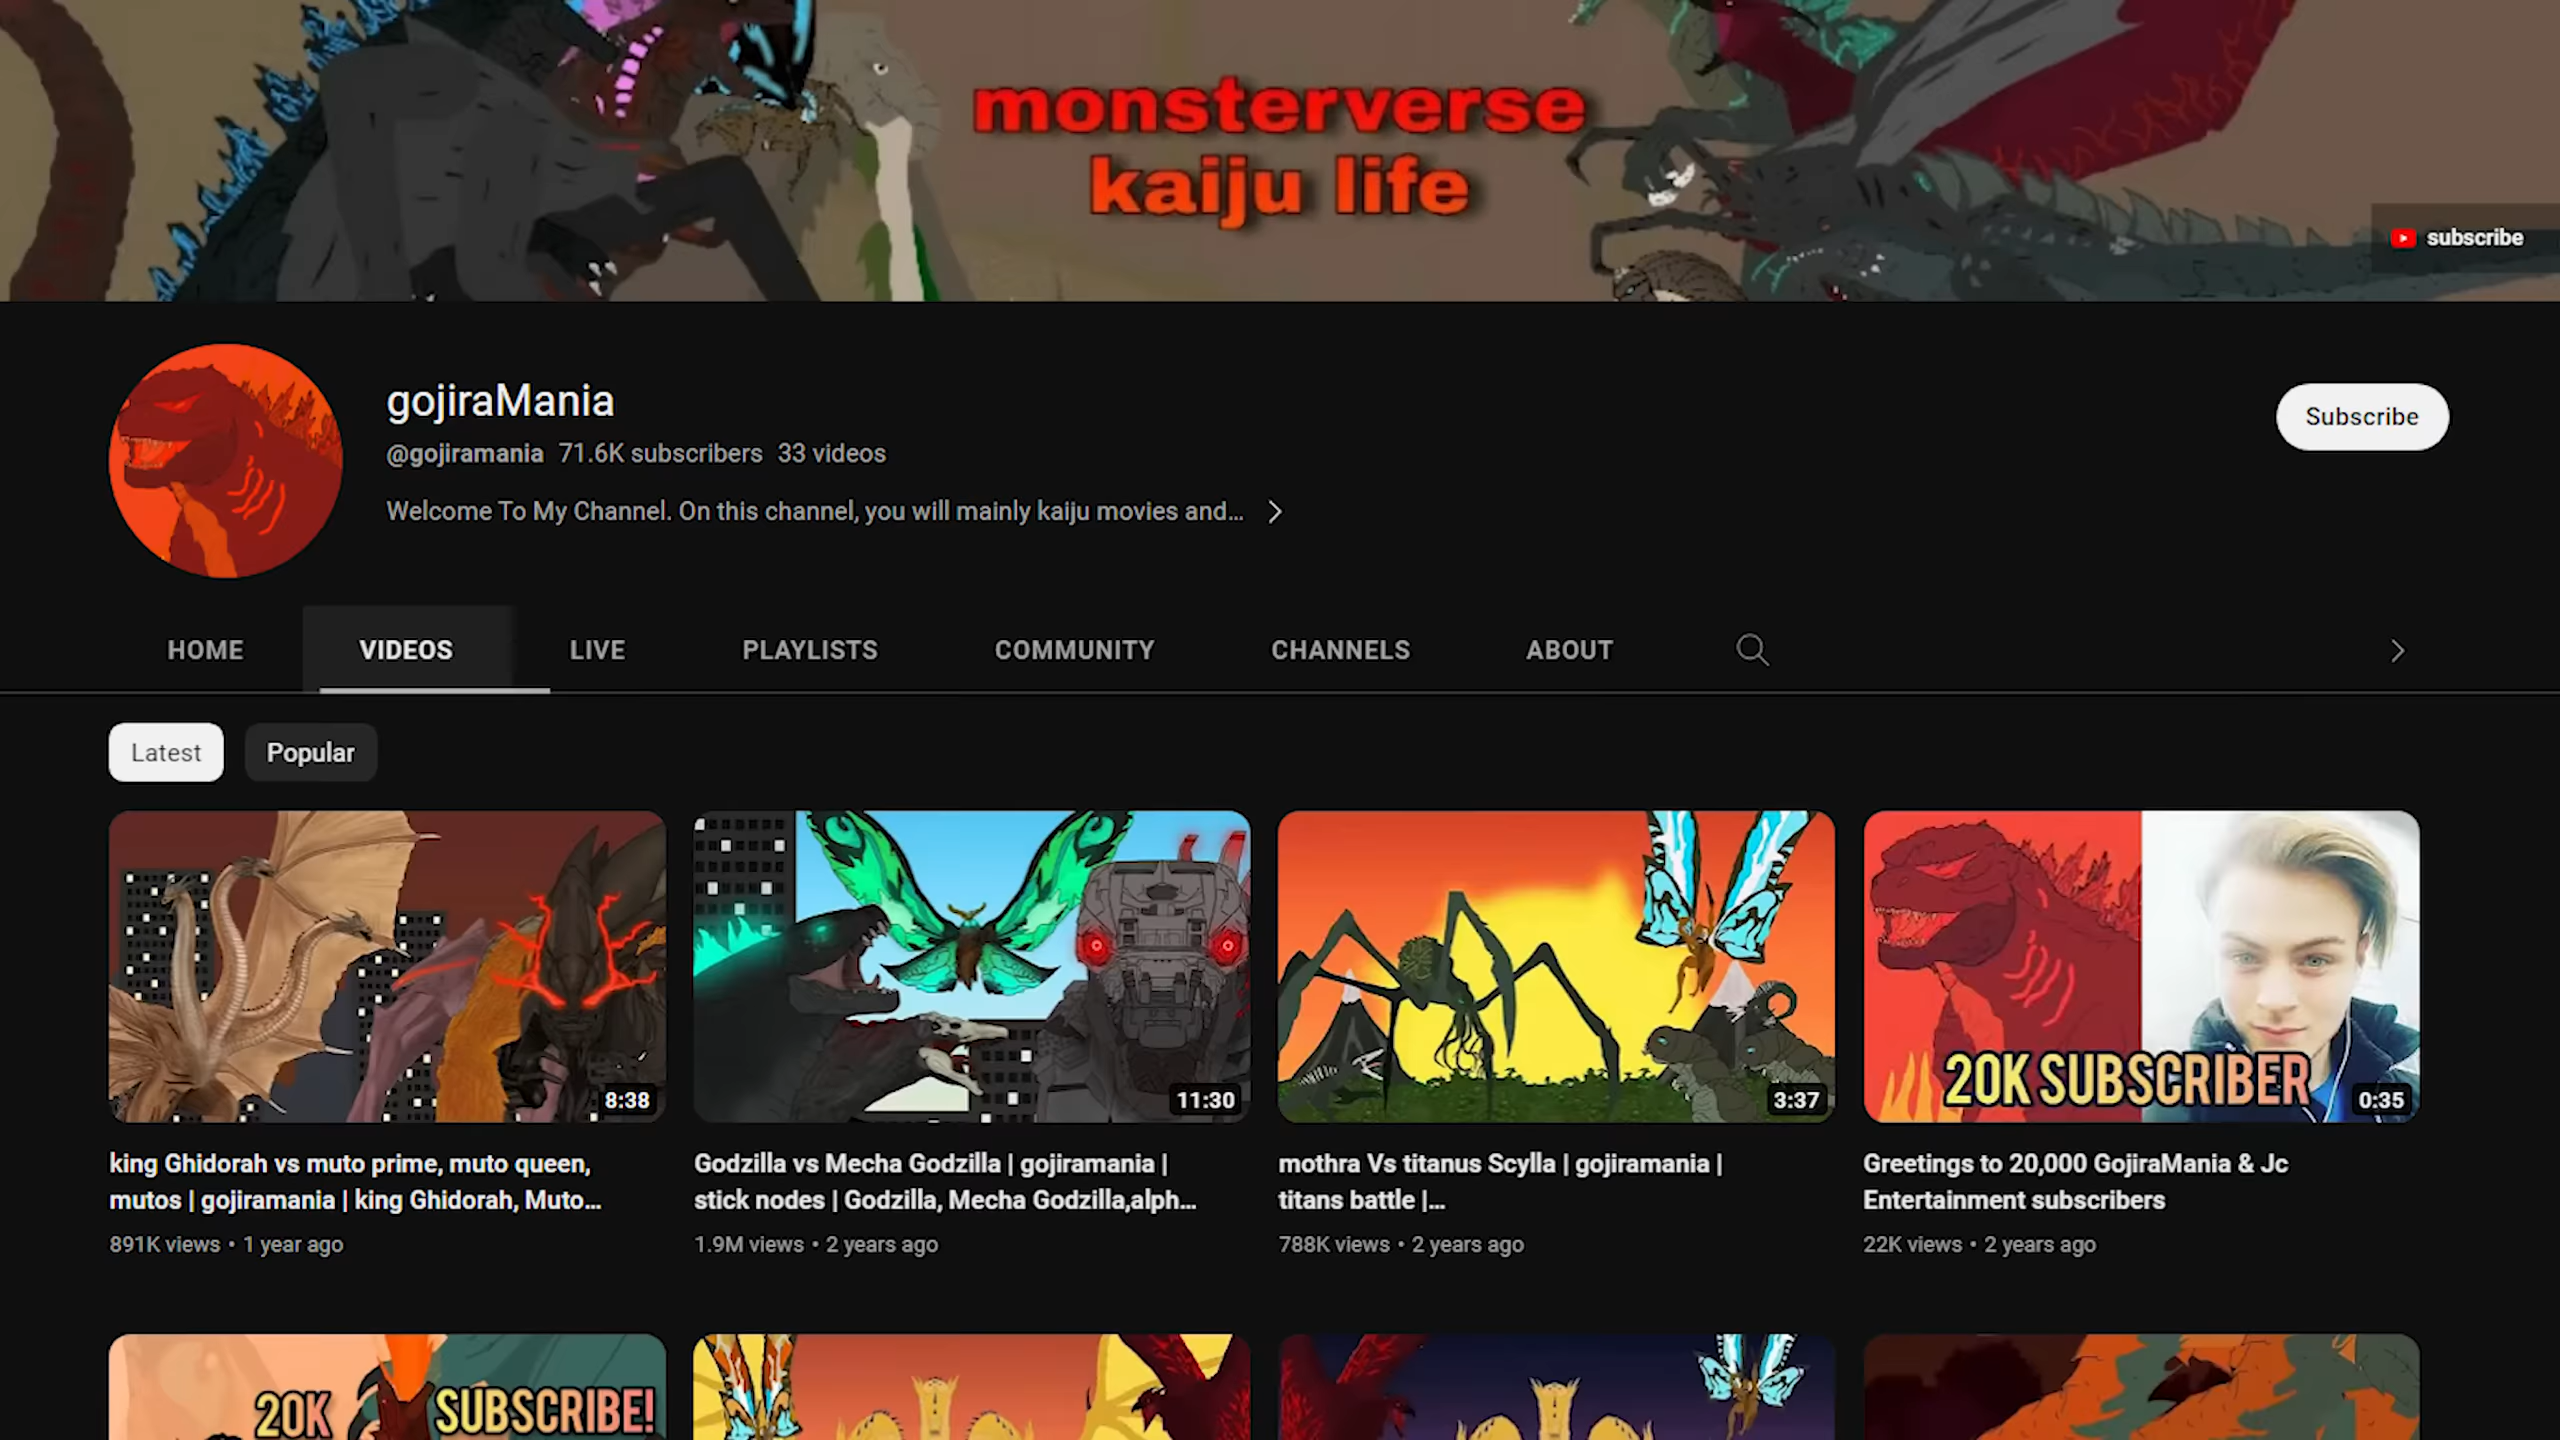 monsterverse
kaiju life
subscribe
gojiraMania
Subscribe
@gojiramania 71.6K subscribers 33 videos
Welcome To My Channel. On this channel, you will mainly kaiju movies and...
HOME VIDEOS LIVE PLAYLISTS COMMUNITY CHANNELS ABOUT
Latest Popular
20K SUBSCRIBER
8:38 11:30 3:37 0:35
king Ghidorah vs muto prime, muto queen,
mutos | gojiramania | king Ghidorah, Muto...
891K views • 1 year ago
Godzilla vs Mecha Godzilla | gojiramania |
stick nodes | Godzilla, Mecha Godzilla,alph...
1.9M views • 2 years ago
mothra Vs titanus Scylla | gojiramania |
titans battle |...
788K views • 2 years ago
Greetings to 20,000 GojiraMania & Jc
Entertainment subscribers
22K views • 2 years ago
20K SUBSCRIBE!